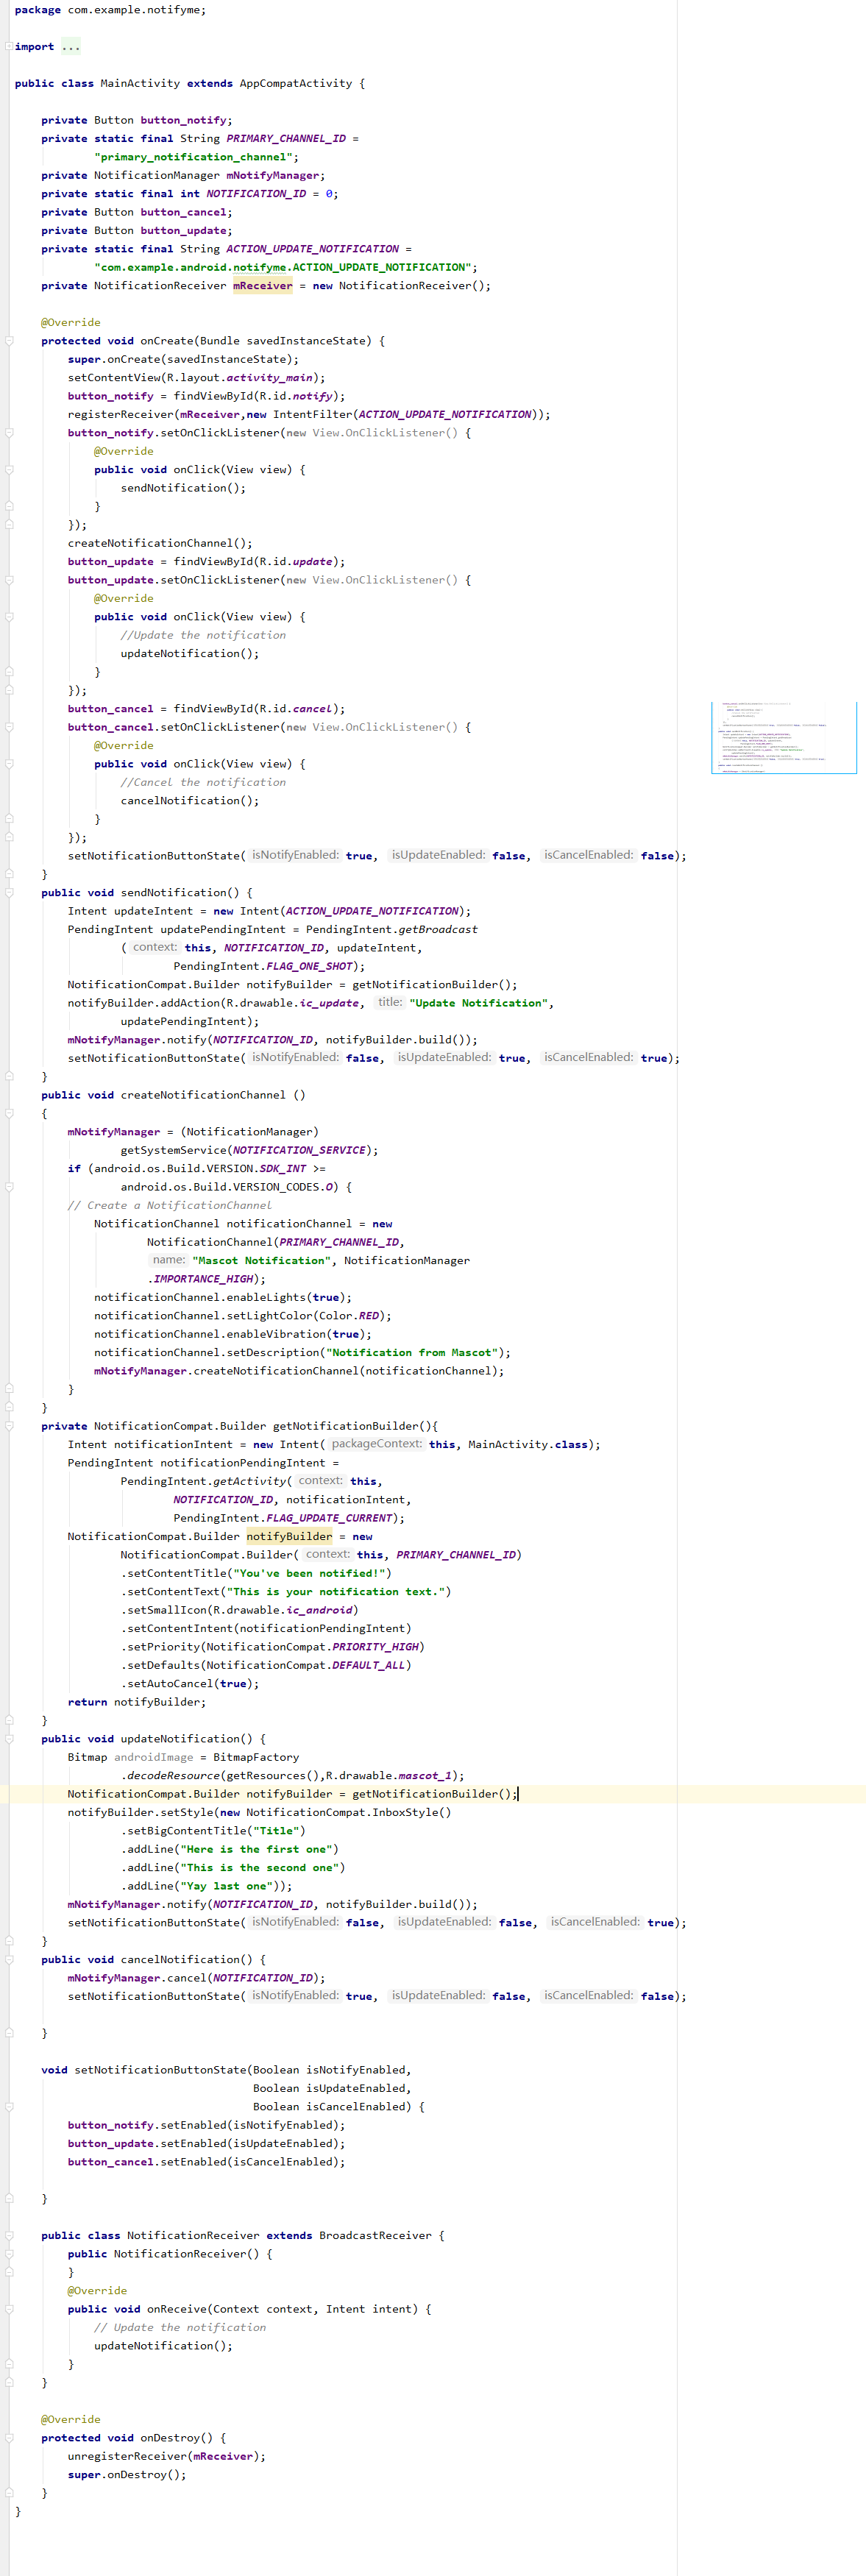 package com.example.notifyme;
import ...
public class MainActivity extends AppCompatActivity {
private Button button_notify;
private static final String PRIMARY_CHANNEL_ID =
"primary_notification_channel";
private NotificationManager mNotifyManager;
private static final int NOTIFICATION_ID = 0;
private Button button_cancel;
private Button button_update;
private static final String ACTION_UPDATE_NOTIFICATION =
"com.example.android.notifyme.ACTION_UPDATE_NOTIFICATION";
private NotificationReceiver mReceiver = new NotificationReceiver();
@Override
protected void onCreate(Bundle savedInstanceState) {
super.onCreate(savedInstanceState);
setContentView(R.layout.activity_main);
button_notify = findViewById(R.id.notify);
registerReceiver(mReceiver,new IntentFilter(ACTION_UPDATE_NOTIFICATION));
button_notify.setOnClickListener(new View.OnClickListener() {
@Override
public void onClick(View view) {
sendNotification();
}
});
createNotificationChannel();
button_update = findViewById(R.id.update);
button_update.setOnClickListener(new View.OnClickListener() {
@Override
public void onClick(View view) {
//Update the notification
updateNotification();
}
});
button_cancel = findViewById(R.id.cancel);
button_cancel.setOnClickListener(new View.OnClickListener() {
@Override
public void onClick(View view) {
//Cancel the notification
cancelNotification();
}
});
setNotificationButtonState( isNotifyEnabled: true, isUpdateEnabled: false, isCancelEnabled: false);
}
public void sendNotification() {
Intent updateIntent = new Intent(ACTION_UPDATE_NOTIFICATION);
PendingIntent updatePendingIntent = PendingIntent.getBroadcast
( context: this, NOTIFICATION_ID, updateIntent,
PendingIntent.FLAG_ONE_SHOT);
NotificationCompat.Builder notifyBuilder = getNotificationBuilder();
notifyBuilder.addAction(R.drawable.ic_update, title: "Update Notification",
updatePendingIntent);
mNotifyManager.notify(NOTIFICATION_ID, notifyBuilder.build());
setNotificationButtonState( isNotifyEnabled: false, isUpdateEnabled: true, isCancelEnabled: true);
}
public void createNotificationChannel ()
{
mNotifyManager = (NotificationManager)
getSystemService(NOTIFICATION_SERVICE);
if (android.os.Build.VERSION.SDK_INT >=
android.os.Build.VERSION_CODES.O) {
// Create a NotificationChannel
NotificationChannel notificationChannel = new
NotificationChannel(PRIMARY_CHANNEL_ID,
name: "Mascot Notification", NotificationManager
.IMPORTANCE_HIGH);
notificationChannel.enableLights(true);
notificationChannel.setLightColor(Color.RED);
notificationChannel.enableVibration(true);
notificationChannel.setDescription("Notification from Mascot");
mNotifyManager.createNotificationChannel(notificationChannel);
}
}
private NotificationCompat.Builder getNotificationBuilder(){
Intent notificationIntent = new Intent( packageContext: this, MainActivity.class);
PendingIntent notificationPendingIntent =
PendingIntent.getActivity( context: this,
NOTIFICATION_ID, notificationIntent,
PendingIntent.FLAG_UPDATE_CURRENT);
NotificationCompat.Builder notifyBuilder = new
NotificationCompat.Builder( context: this, PRIMARY_CHANNEL_ID)
.setContentTitle("You've been notified!")
.setContentText("This is your notification text.")
.setSmallIcon(R.drawable.ic_android)
.setContentIntent(notificationPendingIntent)
.setPriority(NotificationCompat.PRIORITY_HIGH)
.setDefaults(NotificationCompat.DEFAULT_ALL)
.setAutoCancel(true);
return notifyBuilder;
}
public void updateNotification() {
Bitmap androidImage = BitmapFactory
.decodeResource(getResources(),R.drawable.mascot_1);
NotificationCompat.Builder notifyBuilder = getNotificationBuilder();
notifyBuilder.setStyle(new NotificationCompat.InboxStyle()
.setBigContentTitle("Title")
.addLine("Here is the first one")
.addLine("This is the second one")
.addLine("Yay last one"));
mNotifyManager.notify(NOTIFICATION_ID, notifyBuilder.build());
setNotificationButtonState( isNotifyEnabled: false, isUpdateEnabled: false, isCancelEnabled: true);
}
public void cancelNotification() {
mNotifyManager.cancel(NOTIFICATION_ID);
setNotificationButtonState( isNotifyEnabled: true, isUpdateEnabled: false, isCancelEnabled: false);
}
void setNotificationButtonState(Boolean isNotifyEnabled,
Boolean isUpdateEnabled,
Boolean isCancelEnabled) {
button_notify.setEnabled(isNotifyEnabled);
button_update.setEnabled(isUpdateEnabled);
button_cancel.setEnabled(isCancelEnabled);
}
public class NotificationReceiver extends BroadcastReceiver {
public NotificationReceiver() {
}
@Override
public void onReceive(Context context, Intent intent) {
// Update the notification
updateNotification();
}
}
@Override
protected void onDestroy() {
unregisterReceiver(mReceiver);
super.onDestroy();
}
}